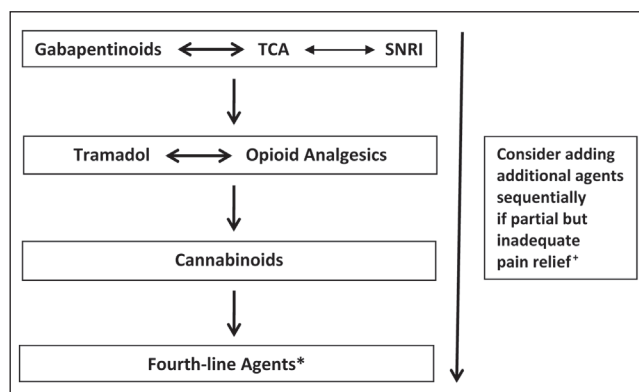 Gabapentinoids TCA SNRI
Tramadol Opioid Analgesics
Cannabinoids
Fourth-line Agents*
Consider adding
additional agents
sequentially
if partial but
inadequate
pain relief+